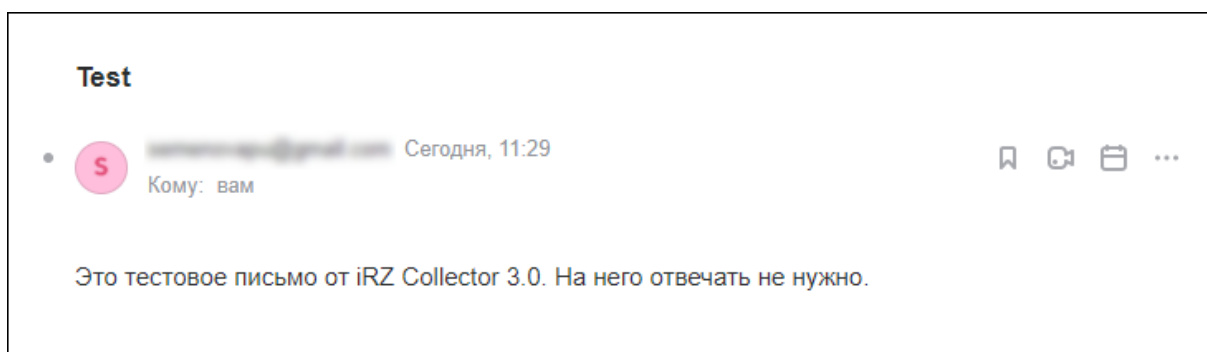 Test
S
Сегодня, 11:29
Кому: вам
Это тестовое письмо от iRZ Collector 3.0. На него отвечать не нужно.